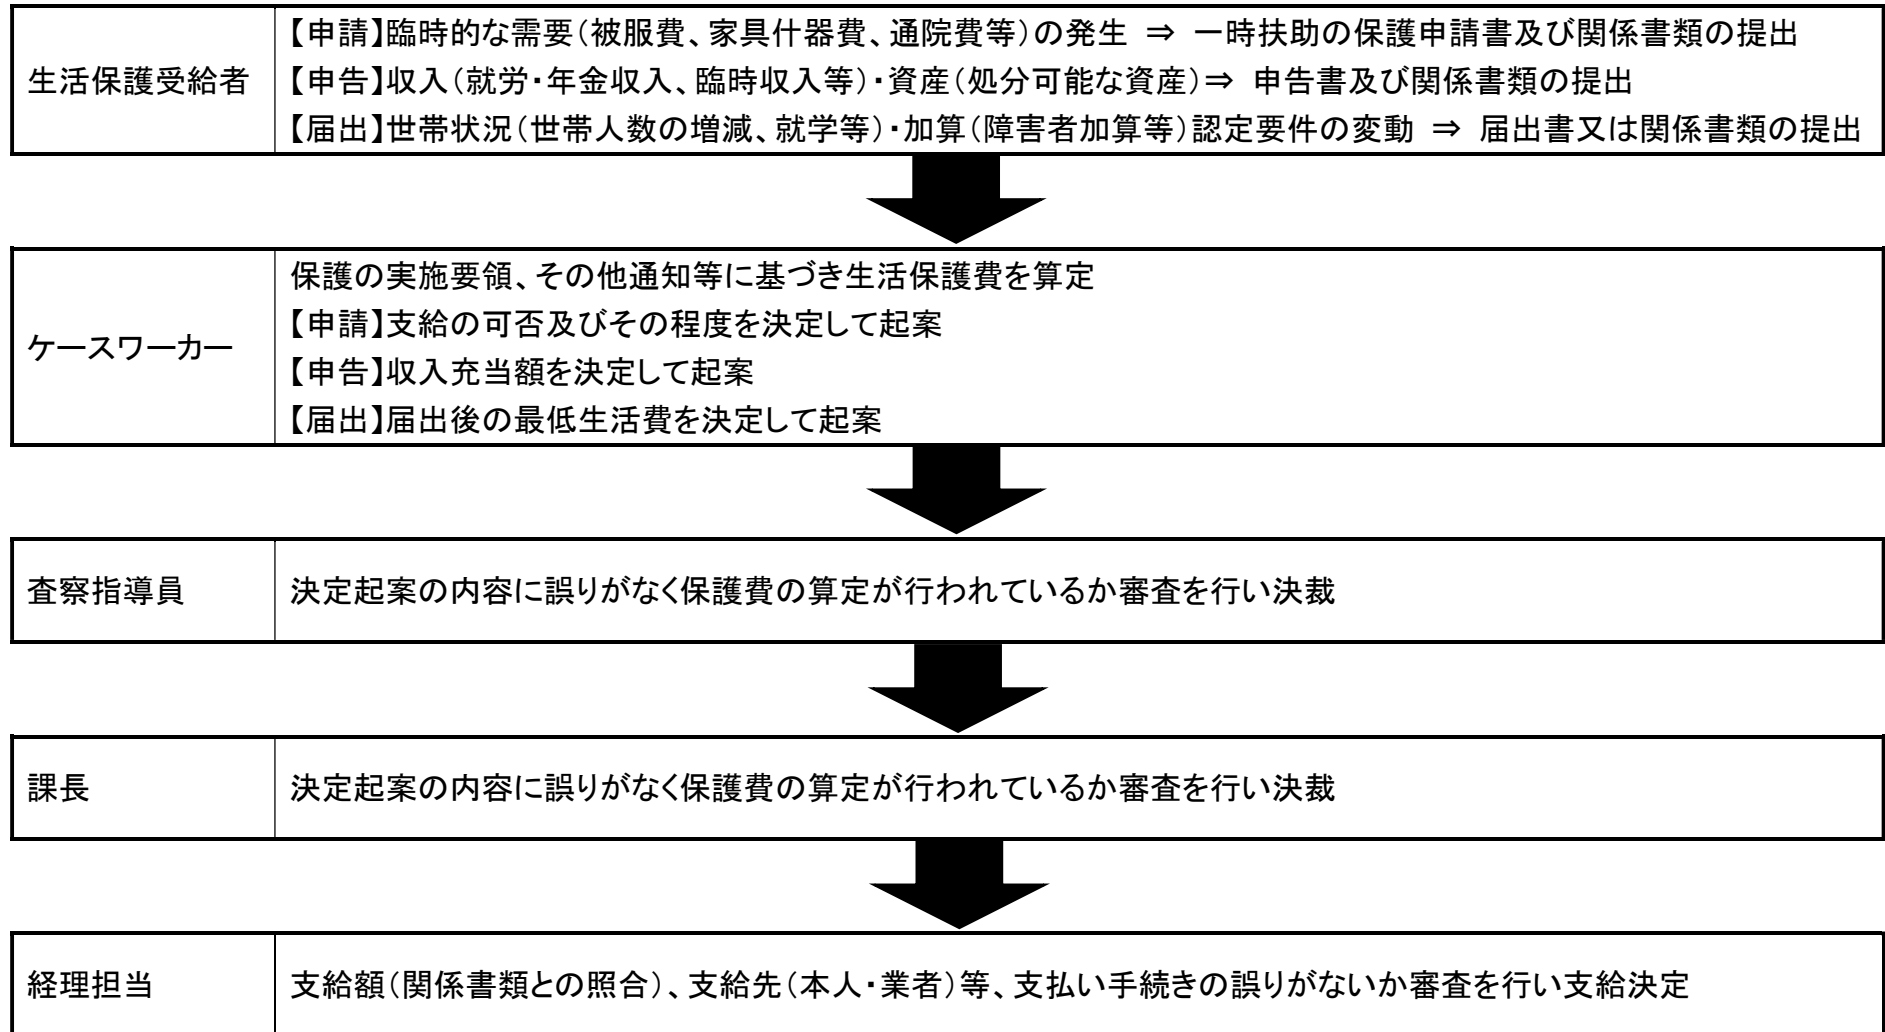 生活保護受給者
【申請】臨時的な需要(被服費、家具什器費、通院費等)の発生 ⇒ 一時扶助の保護申請書及び関係書類の提出
【申告】収入(就労・年金収入、臨時収入等)・資産(処分可能な資産)⇒ 申告書及び関係書類の提出
【届出】世帯状況(世帯人数の増減、就学等)・加算(障害者加算等)認定要件の変動 ⇒ 届出書又は関係書類の提出
ケースワーカー
保護の実施要領、その他通知等に基づき生活保護費を算定
【申請】支給の可否及びその程度を決定して起案
【申告】収入充当額を決定して起案
【届出】届出後の最低生活費を決定して起案
査察指導員
決定起案の内容に誤りがなく保護費の算定が行われているか審査を行い決裁
課長
決定起案の内容に誤りがなく保護費の算定が行われているか審査を行い決裁
経理担当
支給額(関係書類との照合)、支給先(本人・業者)等、支払い手続きの誤りがないか審査を行い支給決定